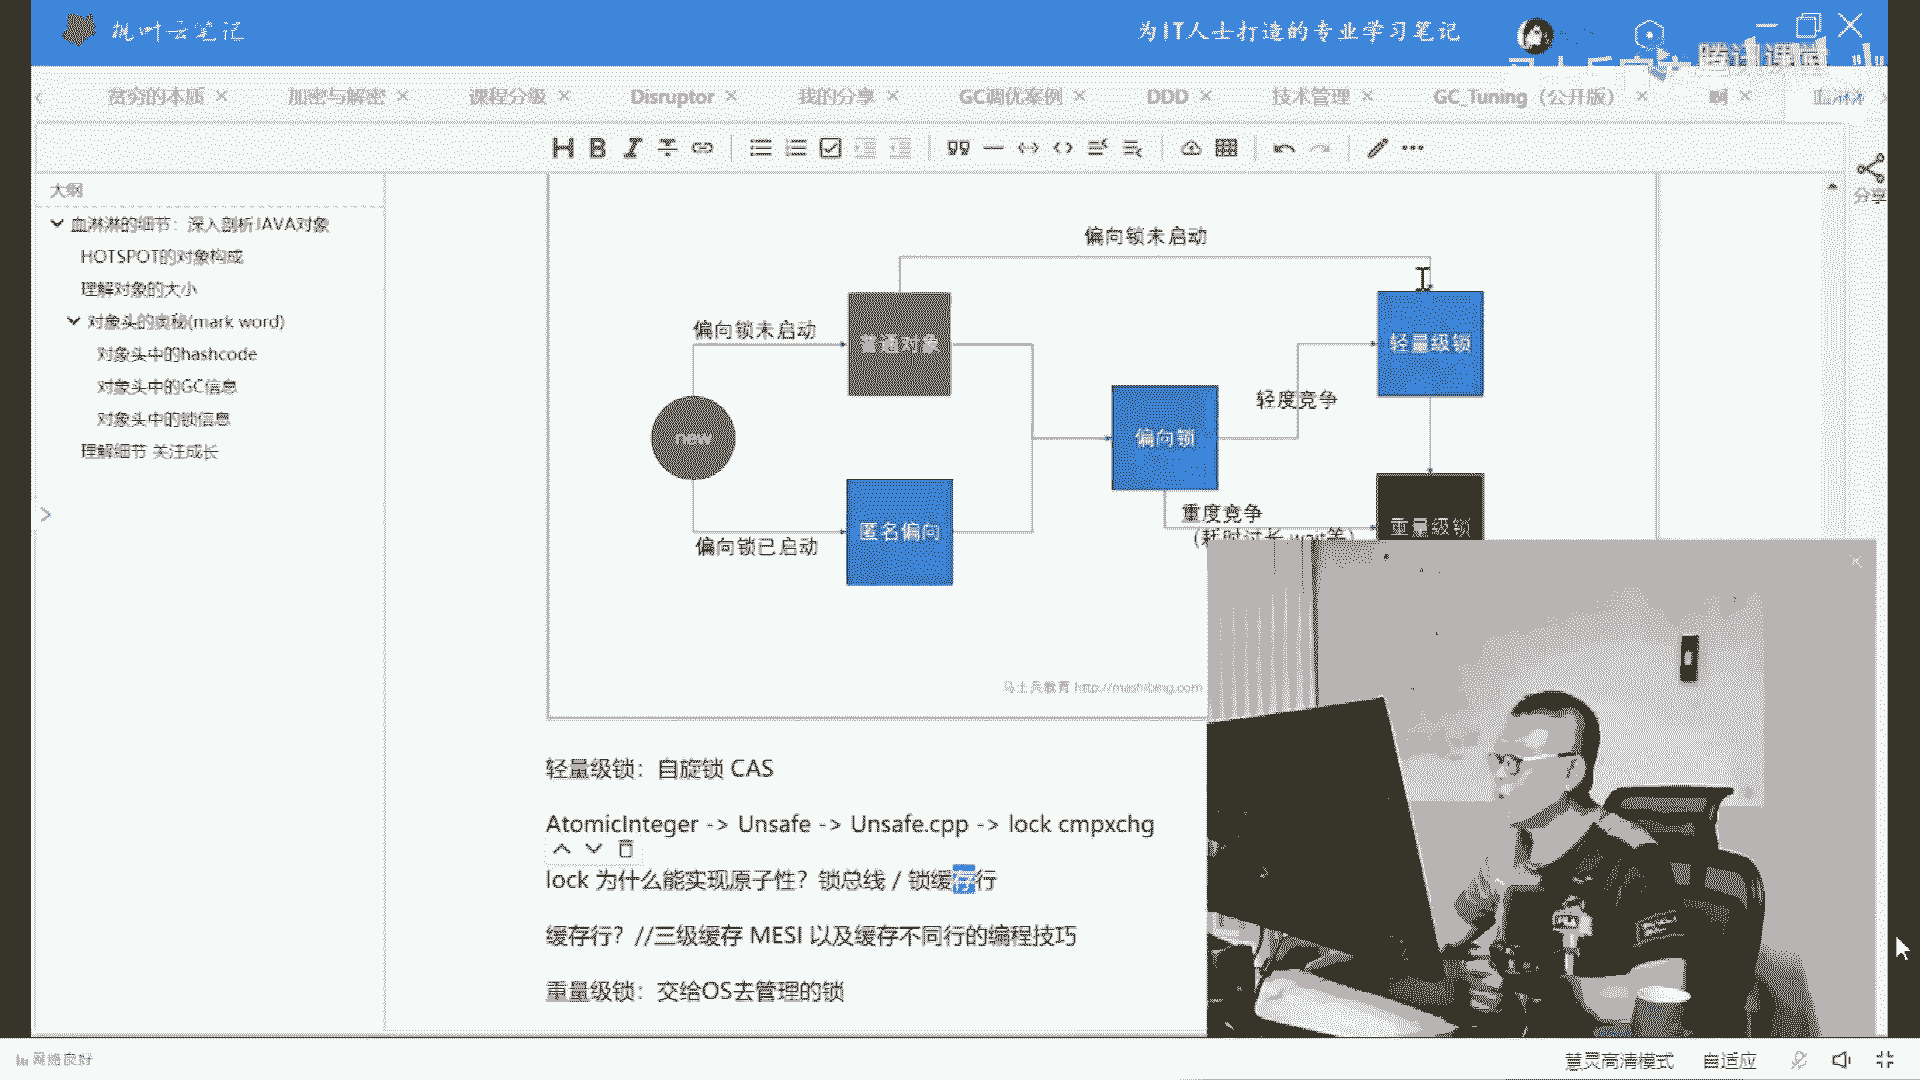 枫叶云笔记
为IT人士打造的专业学习笔记
腾讯课堂
贫穷的本质 加密与解密 课程分级 Disruptor 我的分享 GC调优案例 DDD 技术管理 GC_Tuning（公开版）
分享
大纲
血淋淋的细节：深入剖析JAVA对象
HOTSPOT的对象构成
理解对象的大小
对象头的奥秘(mark word)
对象头中的hashcode
对象头中的GC信息
对象头中的锁信息
理解细节 关注成长
偏向锁未启动
偏向锁未启动
普通对象
轻量级锁
轻度竞争
new
偏向锁
重度竞争
(耗时过长 wait等)
重量级锁
匿名偏向
偏向锁已启动
马士兵教育 http://mashibing.com
轻量级锁：自旋锁 CAS
AtomicInteger -> Unsafe -> Unsafe.cpp -> lock cmpxchg
lock 为什么能实现原子性？锁总线 / 锁缓存行
缓存行？//三级缓存 MESI 以及缓存不同行的编程技巧
重量级锁：交给OS去管理的锁
网络良好
慧灵高清模式 自适应